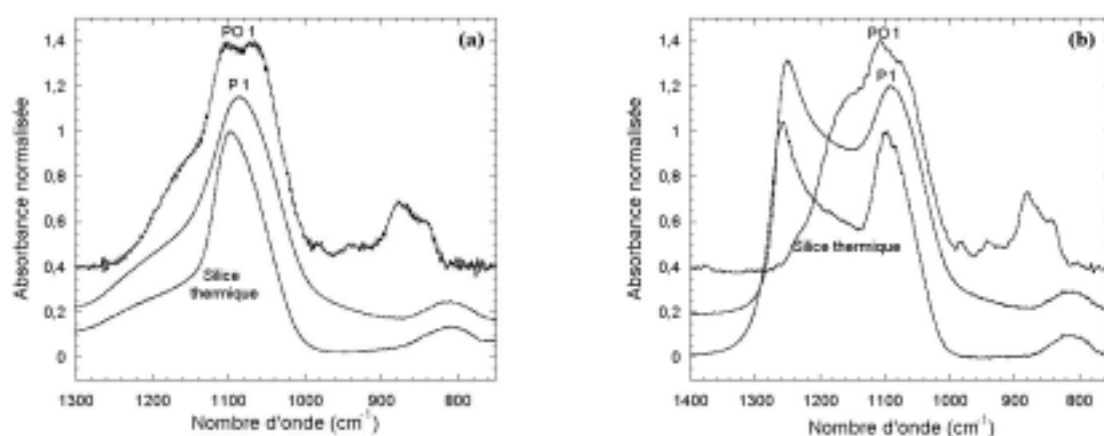 (a)
PO 1
P 1
Silice
thermique
Absorbance normalisée
1,4
1,2
1
0,8
0,6
0,4
0,2
0
1300 1200 1100 1000 900 800
Nombre d'onde (cm-1)
(b)
PO 1
P 1
Silice thermique
Absorbance normalisée
1,4
1,2
1
0,8
0,6
0,4
0,2
0
1400 1300 1200 1100 1000 900 800
Nombre d'onde (cm-1)